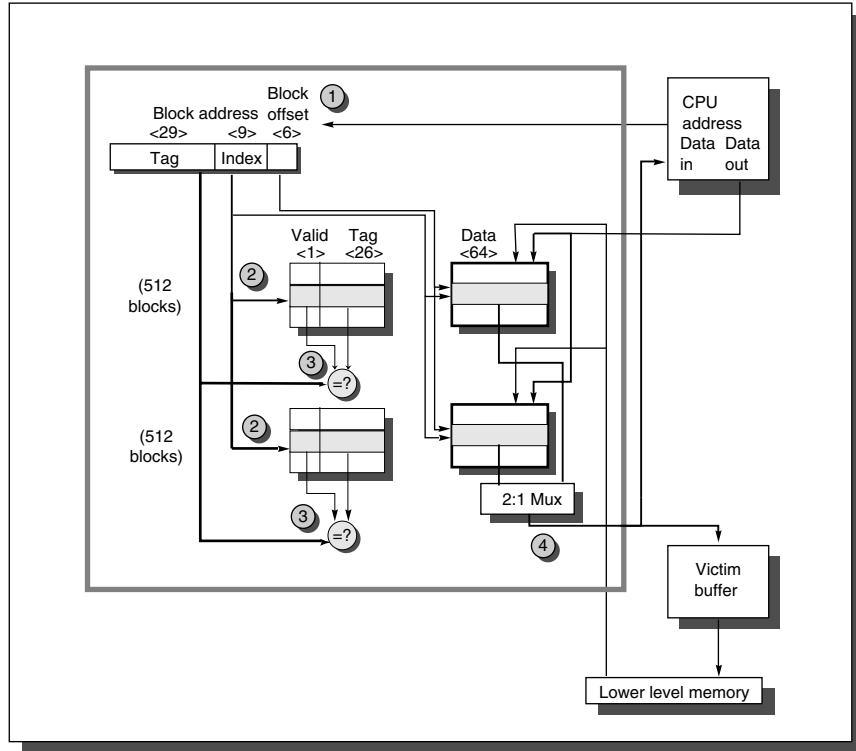 Block
Block address offset
<29> <9> <6>
1
Tag Index
CPU
address
Data Data
in out
Valid Tag
<1> <26>
Data
<64>
(512
blocks)
2
3
=?
(512
blocks)
2
3
=?
2:1 Mux
4
Victim
buffer
Lower level memory